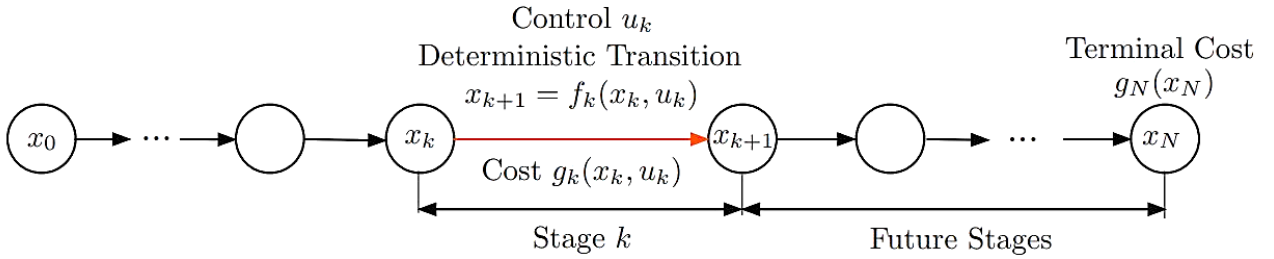 Control $u_k$
Deterministic Transition
$x_{k+1} = f_k(x_k, u_k)$
Terminal Cost
$g_N(x_N)$
$x_0$ ... $x_k$ $x_{k+1}$ ... $x_N$
Cost $g_k(x_k, u_k)$
Stage $k$ Future Stages